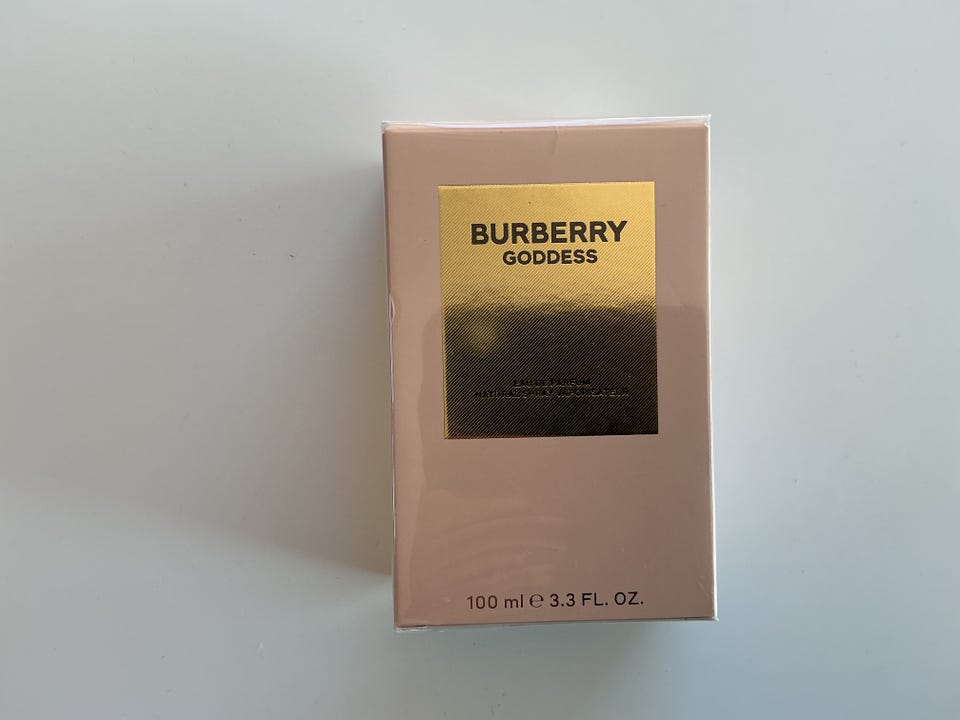 BURBERRY
GODDESS
EAU DE PARFUM
NATURAL SPRAY VAPORISATEUR
100 ml ℮ 3.3 FL. OZ.